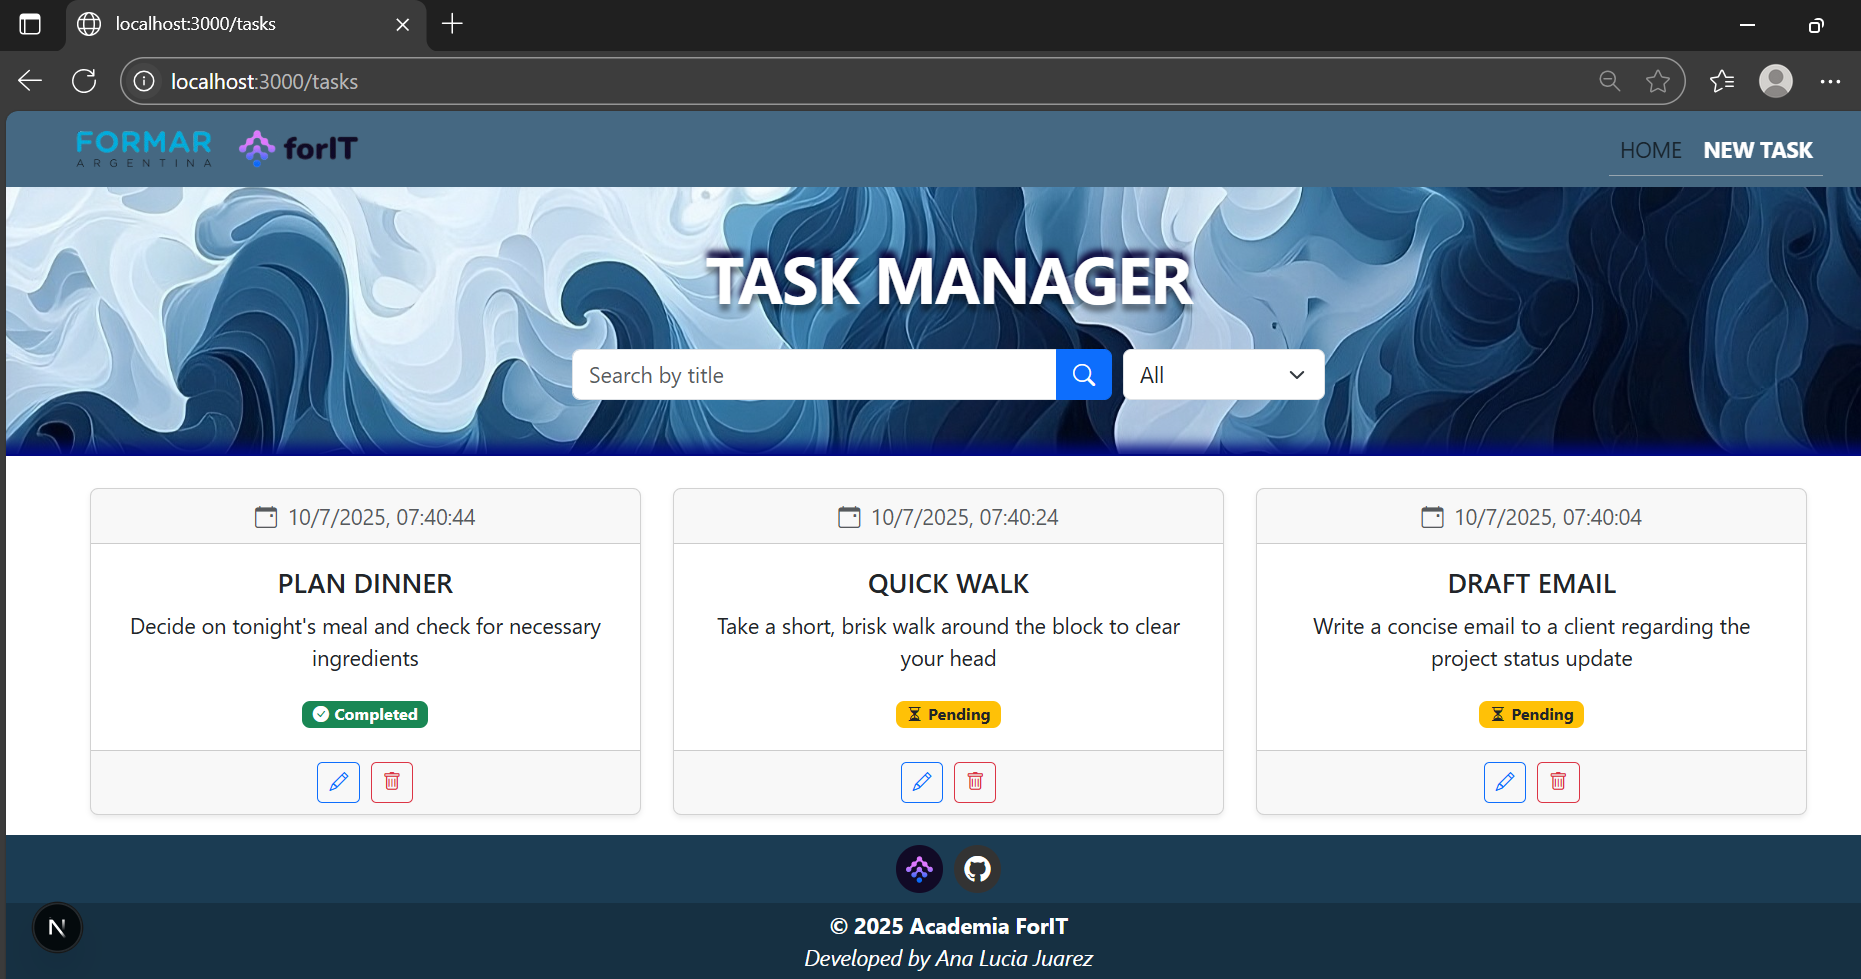 localhost:3000/tasks
localhost:3000/tasks
FORMAR
ARGENTINA
forIT
HOME NEW TASK
TASK MANAGER
Search by title
All
10/7/2025, 07:40:44
PLAN DINNER
Decide on tonight's meal and check for necessary
ingredients
Completed
10/7/2025, 07:40:24
QUICK WALK
Take a short, brisk walk around the block to clear
your head
Pending
10/7/2025, 07:40:04
DRAFT EMAIL
Write a concise email to a client regarding the
project status update
Pending
N
© 2025 Academia ForIT
Developed by Ana Lucia Juarez